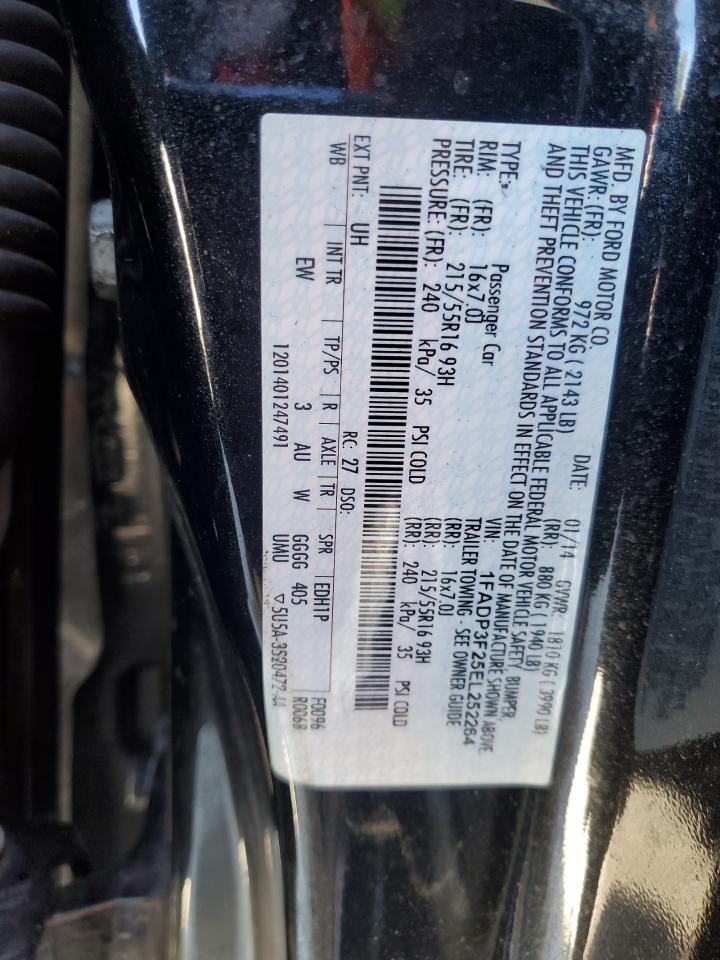 MFD. BY FORD MOTOR CO. DATE: 01/14 GVWR: 1810 KG ( 3990 LB)
GAWR: (FR): 972 KG ( 2143 LB) (RR): 880 KG ( 1940 LB)
THIS VEHICLE CONFORMS TO ALL APPLICABLE FEDERAL MOTOR VEHICLE SAFETY, BUMPER,
AND THEFT PREVENTION STANDARDS IN EFFECT ON THE DATE OF MANUFACTURE SHOWN ABOVE
VIN: 1FADP3F25EL252264
TYPE: Passenger Car TRAILER TOWING - SEE OWNER GUIDE
RIM: (FR): 16x7.0J (RR): 16x7.0J
TIRE: (FR): 215/55R16 93H (RR): 215/55R16 93H
PRESSURE: (FR): 240 kPa/ 35 PSI COLD (RR): 240 kPa/ 35 PSI COLD
EXT PNT: UH RC: 27 DSO: F0096
WB INT TR TP/PS R AXLE TR SPR EDH1P R0068
EW 3 AU W GGGG 405
1201401247491 UMU ▽5U5A-3520472-AA